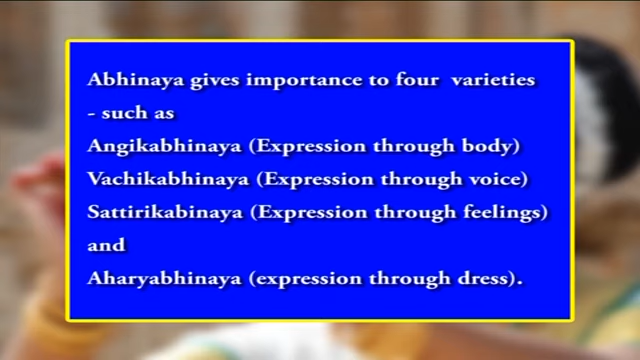 Abhinaya gives importance to four varieties
- such as
Angikabhinaya (Expression through body)
Vachikabhinaya (Expression through voice)
Sattirikabinaya (Expression through feelings)
and
Aharyabhinaya (expression through dress).